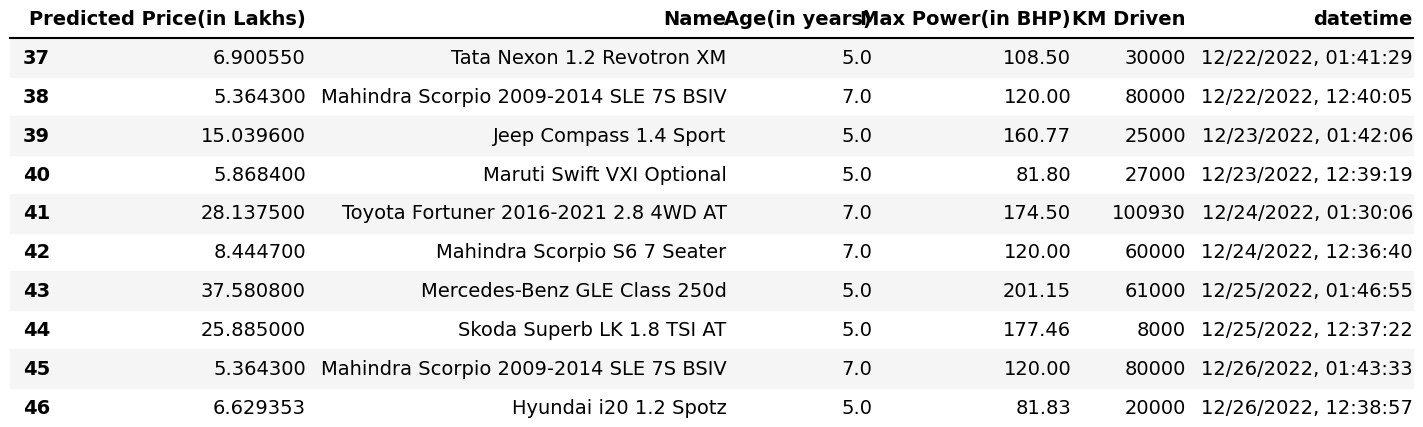 Predicted Price(in Lakhs) Name Age(in years) Max Power(in BHP) KM Driven datetime
37 6.900550 Tata Nexon 1.2 Revotron XM 5.0 108.50 30000 12/22/2022, 01:41:29
38 5.364300 Mahindra Scorpio 2009-2014 SLE 7S BSIV 7.0 120.00 80000 12/22/2022, 12:40:05
39 15.039600 Jeep Compass 1.4 Sport 5.0 160.77 25000 12/23/2022, 01:42:06
40 5.868400 Maruti Swift VXI Optional 5.0 81.80 27000 12/23/2022, 12:39:19
41 28.137500 Toyota Fortuner 2016-2021 2.8 4WD AT 7.0 174.50 100930 12/24/2022, 01:30:06
42 8.444700 Mahindra Scorpio S6 7 Seater 7.0 120.00 60000 12/24/2022, 12:36:40
43 37.580800 Mercedes-Benz GLE Class 250d 5.0 201.15 61000 12/25/2022, 01:46:55
44 25.885000 Skoda Superb LK 1.8 TSI AT 5.0 177.46 8000 12/25/2022, 12:37:22
45 5.364300 Mahindra Scorpio 2009-2014 SLE 7S BSIV 7.0 120.00 80000 12/26/2022, 01:43:33
46 6.629353 Hyundai i20 1.2 Spotz 5.0 81.83 20000 12/26/2022, 12:38:57